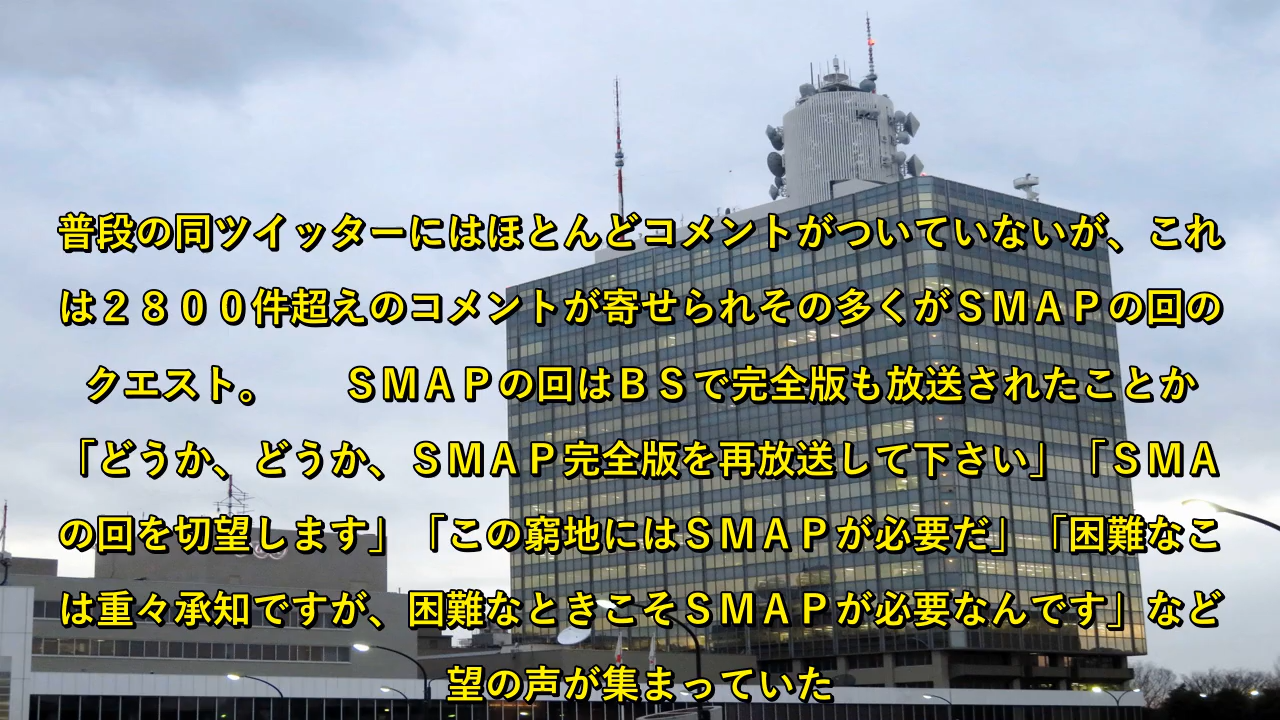 普段の同ツイッターにはほとんどコメントがついていないが、これ
は２８００件超えのコメントが寄せられその多くがＳＭＡＰの回の
クエスト。　　ＳＭＡＰの回はＢＳで完全版も放送されたことか
「どうか、どうか、ＳＭＡＰ完全版を再放送して下さい」「ＳＭＡ
の回を切望します」「この窮地にはＳＭＡＰが必要だ」「困難なこ
は重々承知ですが、困難なときこそＳＭＡＰが必要なんです」など
望の声が集まっていた